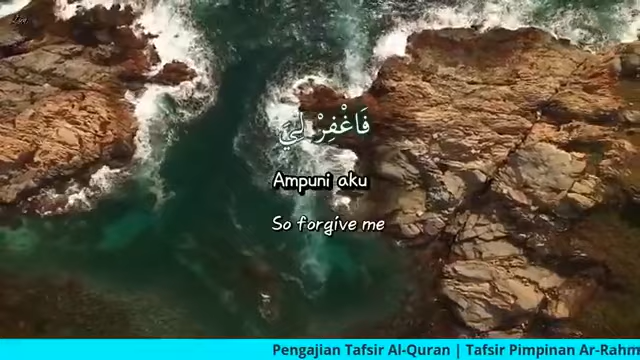 فَاغْفِرْ لِيَ
Ampuni aku
So forgive me
Pengajian Tafsir Al-Quran | Tafsir Pimpinan Ar-Rahm